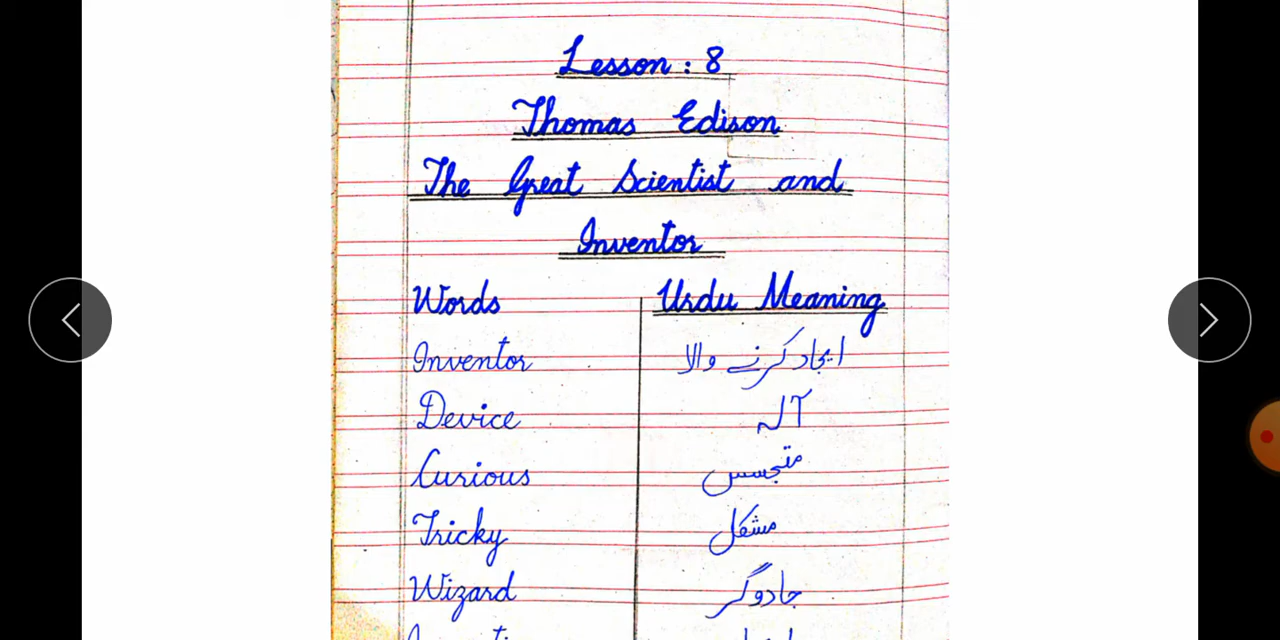 Lesson : 8
Thomas Edison
The Great Scientist and
Inventor
Words Urdu Meaning
Inventor ایجاد کرنے والا
Device آلہ
Curious متجسس
Tricky مشکل
Wizard جادوگر